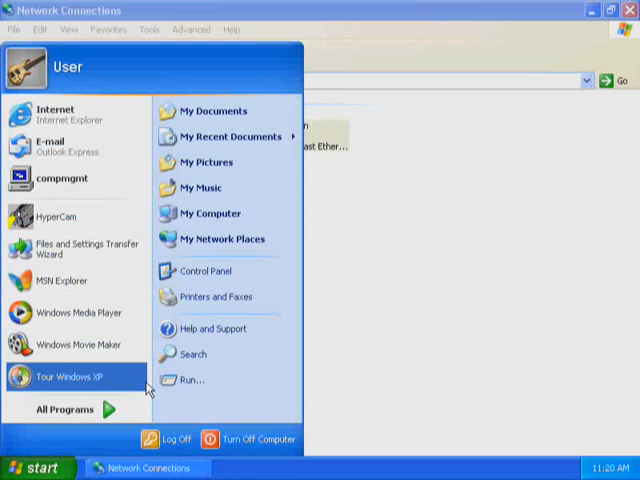 Network Connections
File Edit View Favorites Tools Advanced Help
User
Go
Internet
Internet Explorer
E-mail
Outlook Express
compmgmt
HyperCam
Files and Settings Transfer
Wizard
MSN Explorer
Windows Media Player
Windows Movie Maker
Tour Windows XP
All Programs
My Documents
My Recent Documents
My Pictures
My Music
My Computer
My Network Places
Control Panel
Printers and Faxes
Help and Support
Search
Run...
n
ast Ether...
Log Off Turn Off Computer
start Network Connections 11:20 AM